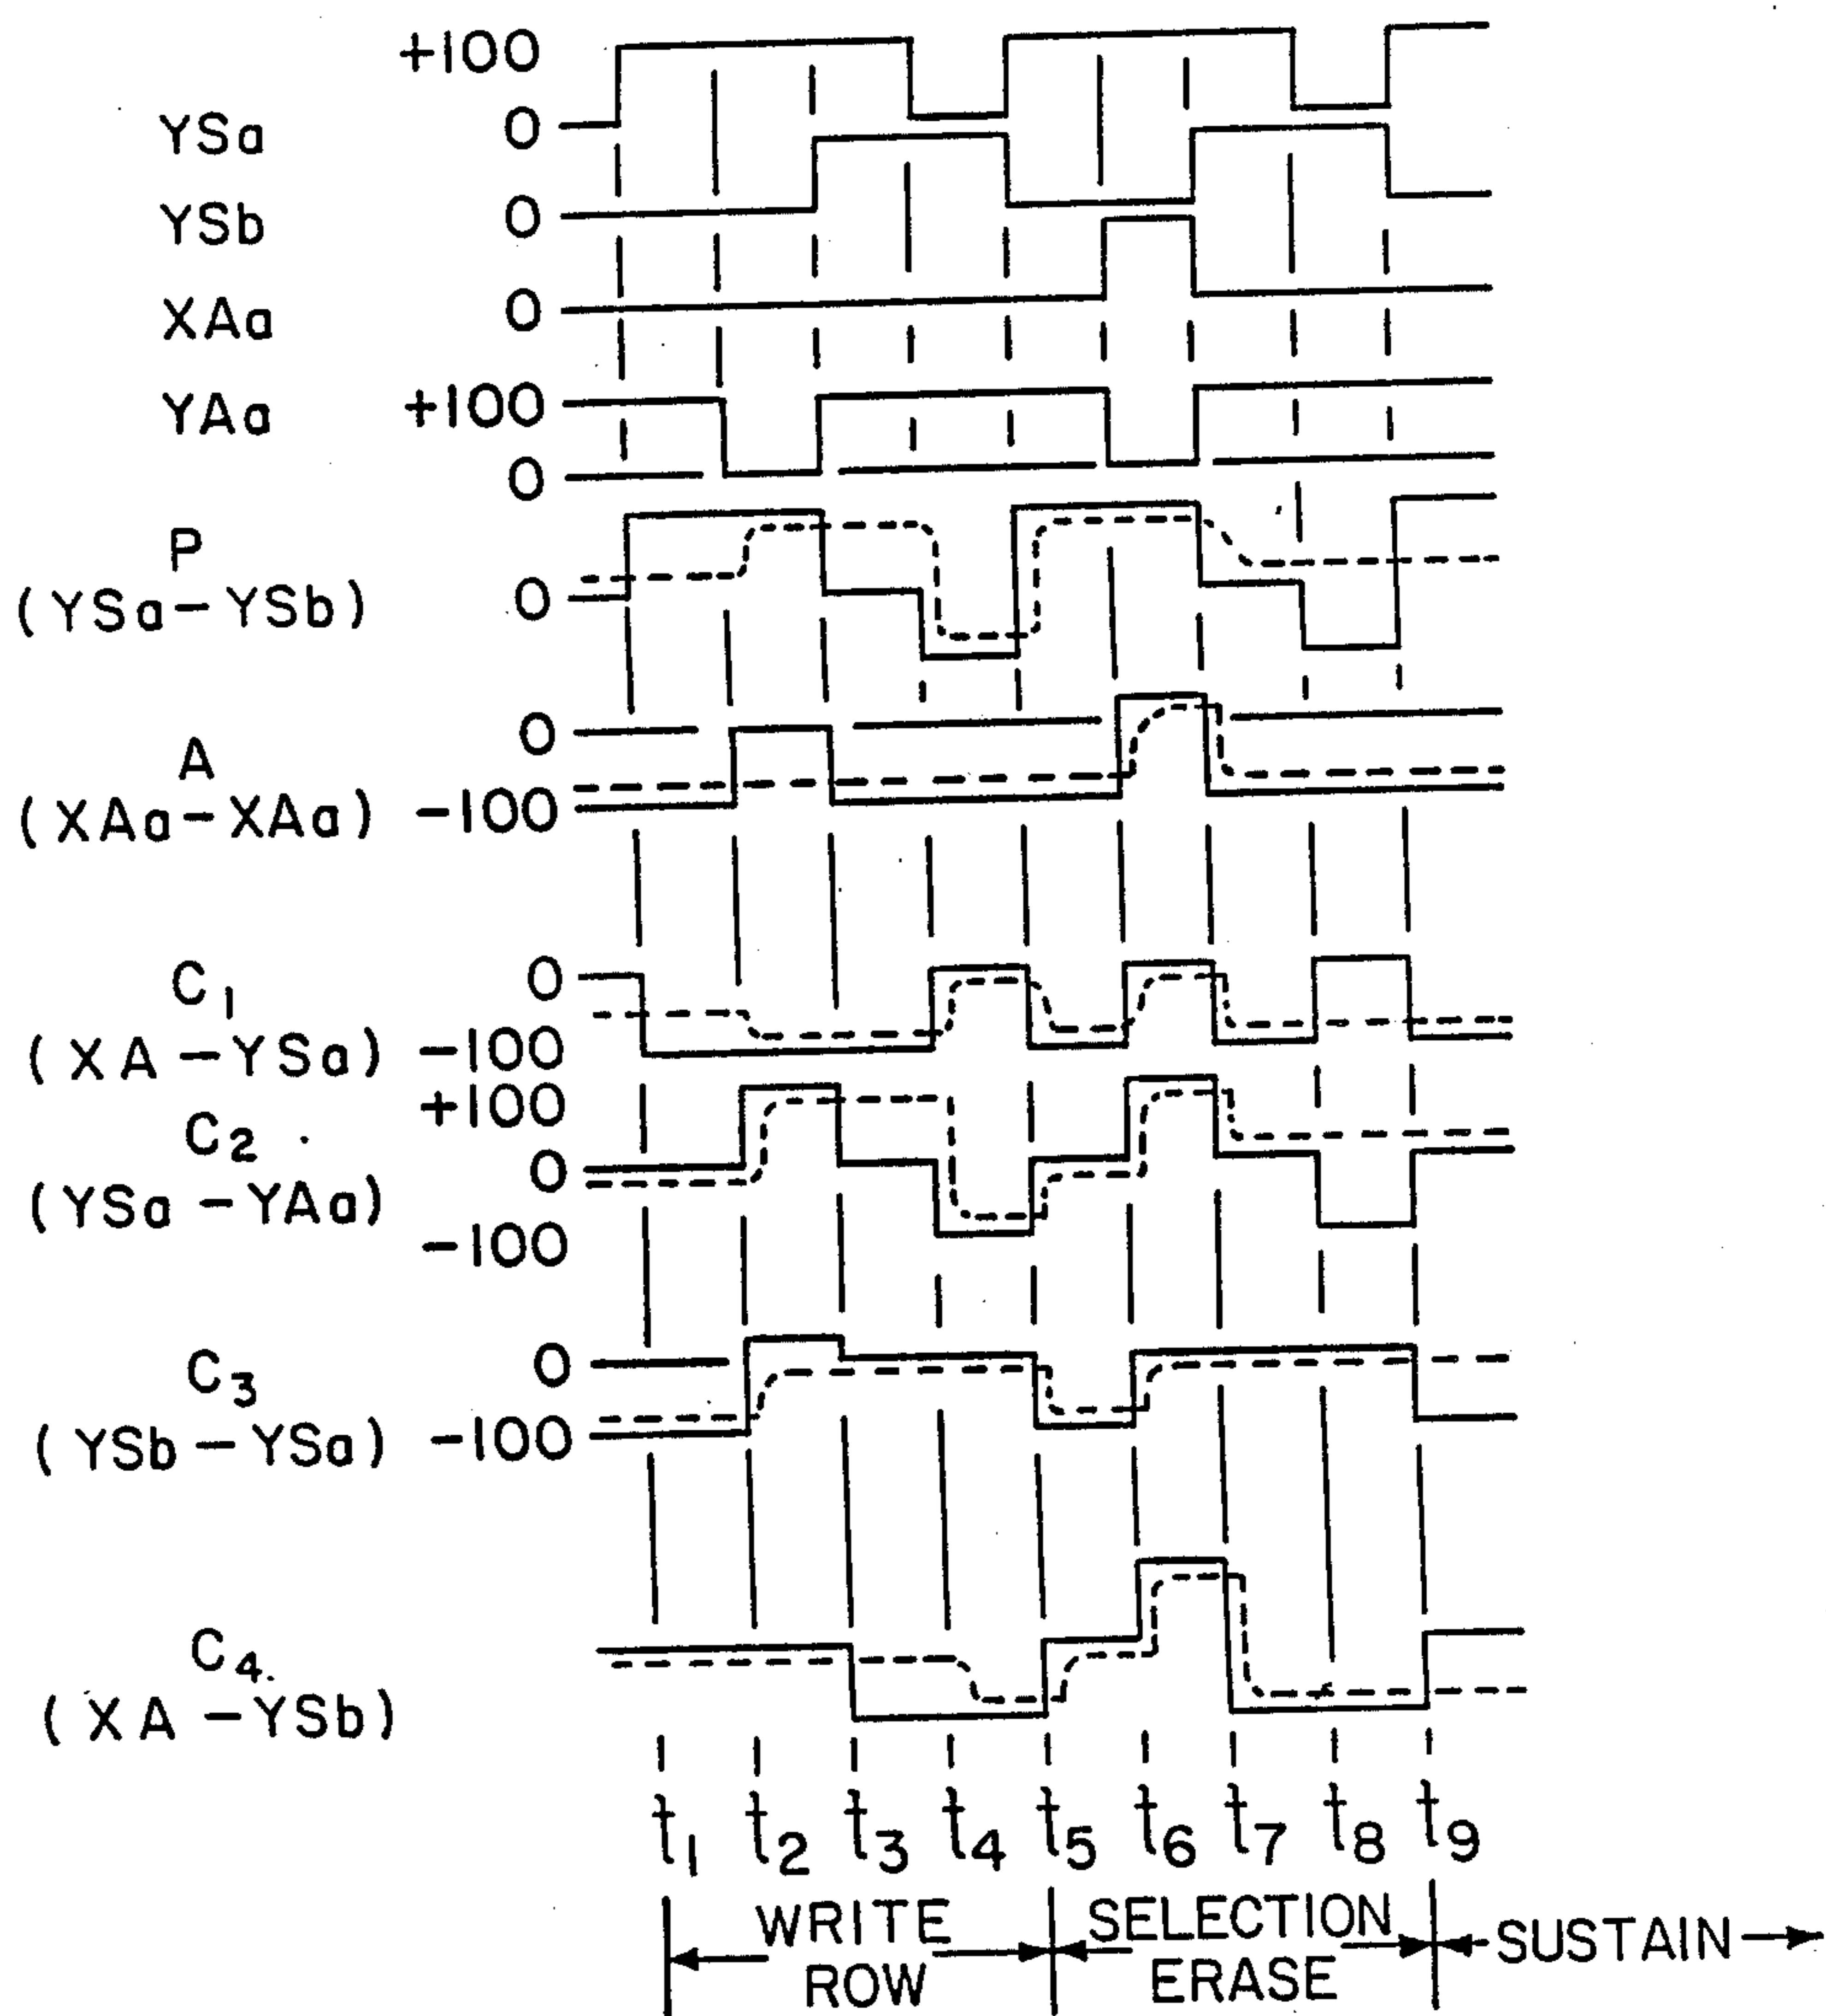 +100
YSa 0
YSb 0
XAa 0
YAa +100
0
P
(YSa-YSb) 0
0
A
(XAa-XAa) -100
C1 0
(XA-YSa) -100
+100
C2
0
(YSa-YAa)
-100
C3 0
(YSb-YSa) -100
C4
(XA-YSb)
t1 t2 t3 t4 t5 t6 t7 t8 t9
WRITE ROW
SELECTION ERASE
SUSTAIN